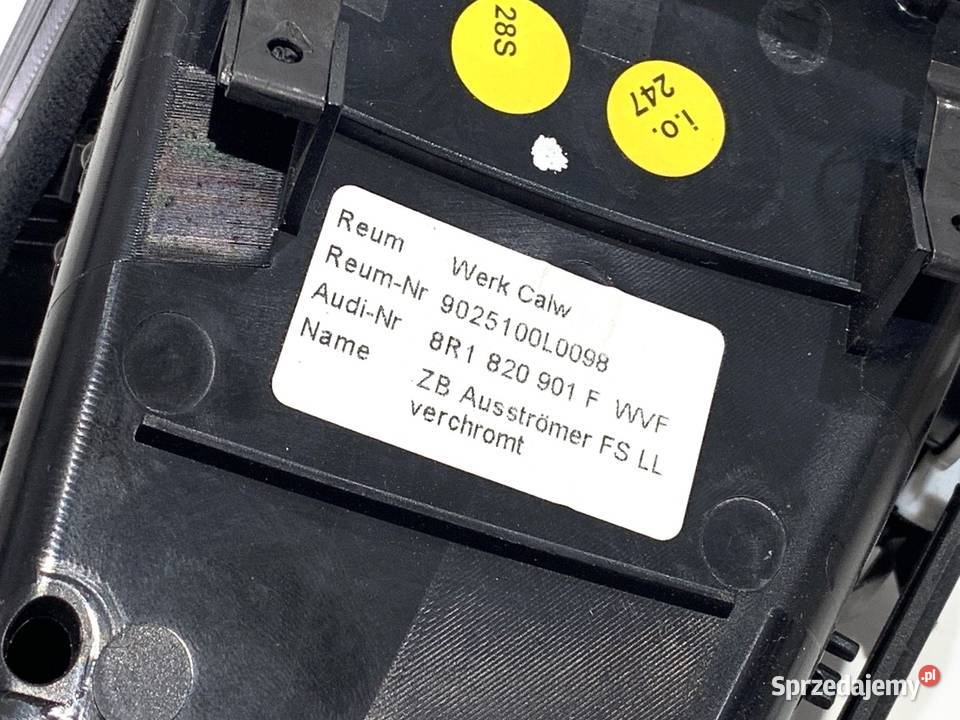 28S
i.o.
247
Reum Werk Calw
Reum-Nr 9025100L0098
Audi-Nr 8R1 820 901 F WVF
Name ZB Ausströmer FS LL
verchromt
Sprzedajemy.pl